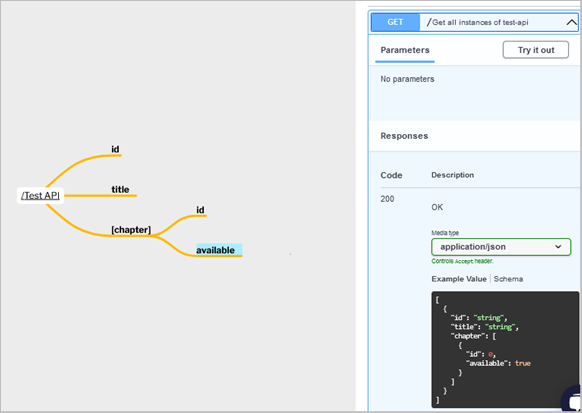 id
/Test API
title
[chapter]
id
available
GET /Get all instances of test-api
Parameters
Try it out
No parameters
Responses
Code Description
200
OK
Media type
application/json
Controls Accept header.
Example Value | Schema
[
{
"id": "string",
"title": "string",
"chapter": [
{
"id": 0,
"available": true
}
]
}
]